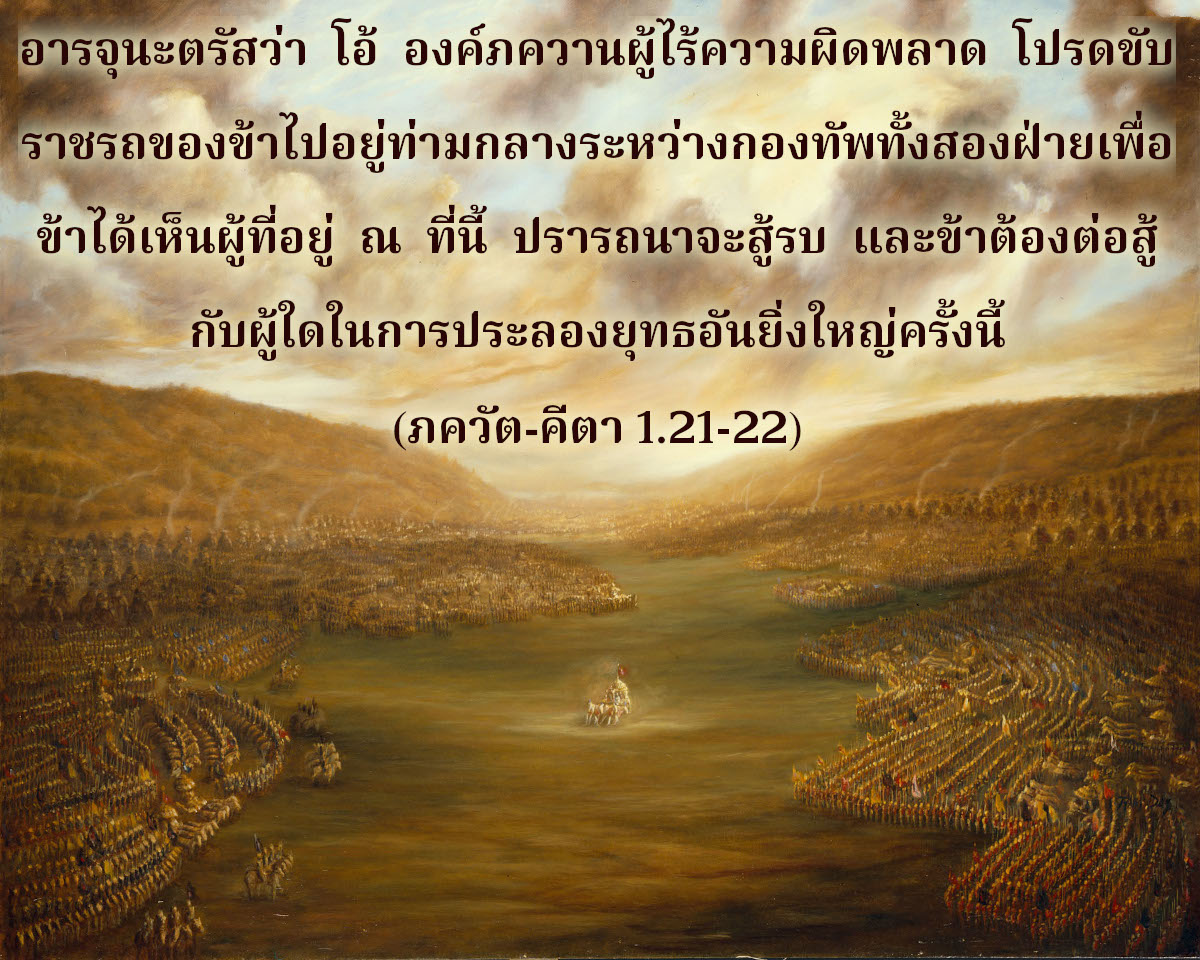 อารจุนะตรัสว่า โอ้ องค์ภควานผู้ไร้ความผิดพลาด โปรดขับ
ราชรถของข้าไปอยู่ท่ามกลางระหว่างกองทัพทั้งสองฝ่ายเพื่อ
ข้าได้เห็นผู้ที่อยู่ ณ ที่นี้ ปรารถนาจะสู้รบ และข้าต้องต่อสู้
กับผู้ใดในการประลองยุทธอันยิ่งใหญ่ครั้งนี้
(ภควัต-คีตา 1.21-22)